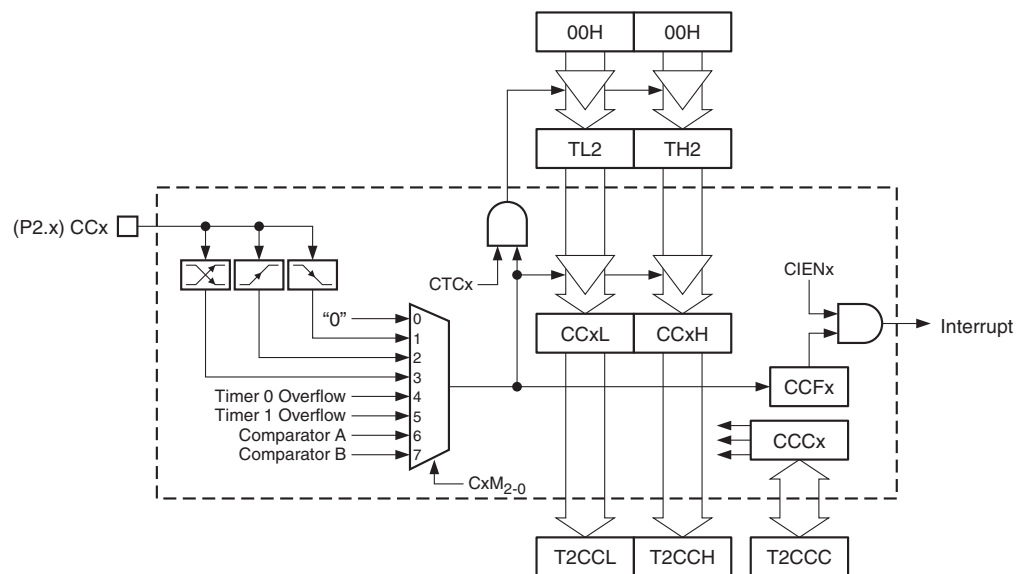 00H 00H
TL2 TH2
(P2.x) CCx
CTCx
CIENx
"0"
0
1
2
3
Timer 0 Overflow 4
Timer 1 Overflow 5
Comparator A 6
Comparator B 7
CCxL CCxH
Interrupt
CCFx
CCCx
CxM2-0
T2CCL T2CCH T2CCC